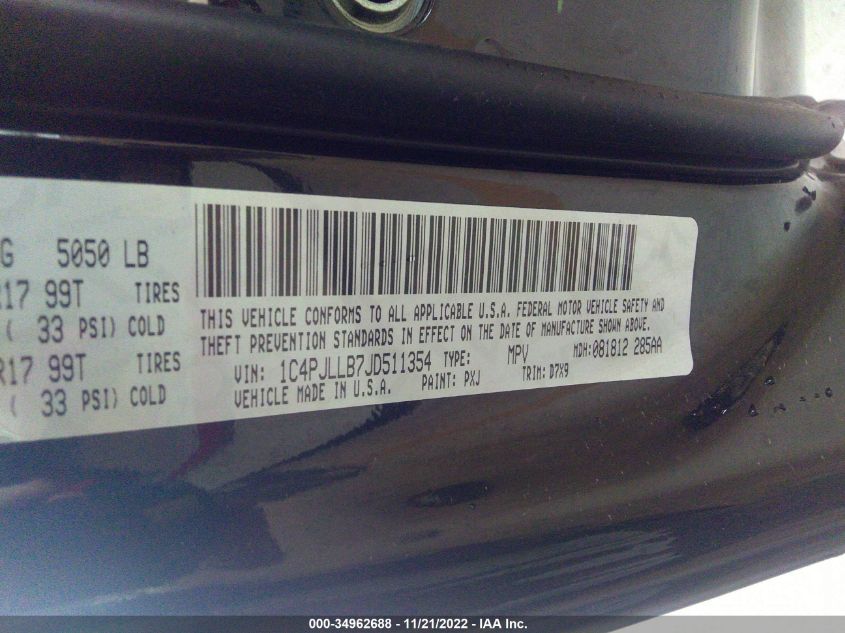 G 5050 LB
R17 99T TIRES
( 33 PSI) COLD
R17 99T TIRES
( 33 PSI) COLD
THIS VEHICLE CONFORMS TO ALL APPLICABLE U.S.A. FEDERAL MOTOR VEHICLE SAFETY AND
THEFT PREVENTION STANDARDS IN EFFECT ON THE DATE OF MANUFACTURE SHOWN ABOVE.
VIN: 1C4PJLLB7JD511354 TYPE: MPV MDH:081812 285AA
VEHICLE MADE IN U.S.A. PAINT: PXJ TRIM: D7X9
000-34962688 - 11/21/2022 - IAA Inc.